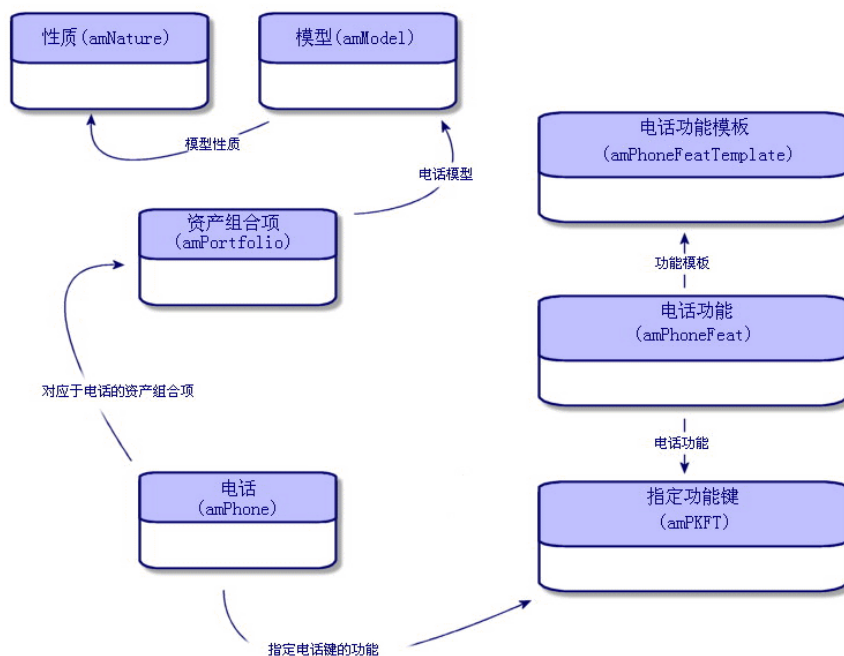 性质(amNature)
模型(amModel)
模型性质
电话模型
电话功能模板
(amPhoneFeatTemplate)
资产组合项
(amPortfolio)
功能模板
电话功能
(amPhoneFeat)
对应于电话的资产组合项
电话功能
电话
(amPhone)
指定功能键
(amPKFT)
指定电话键的功能